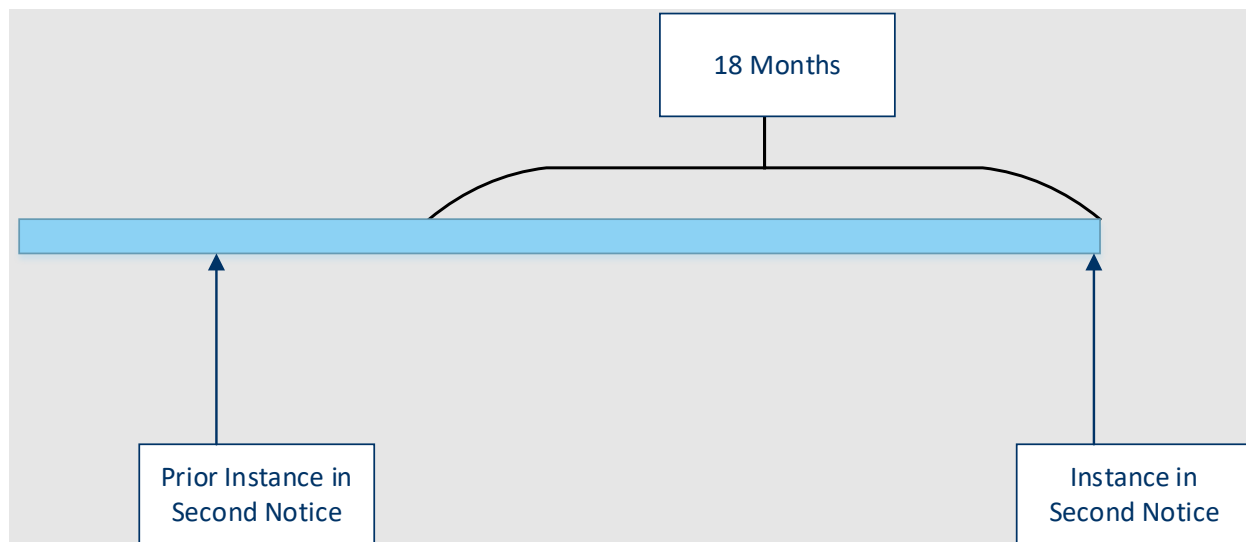 18 Months
Prior Instance in
Second Notice
Instance in
Second Notice